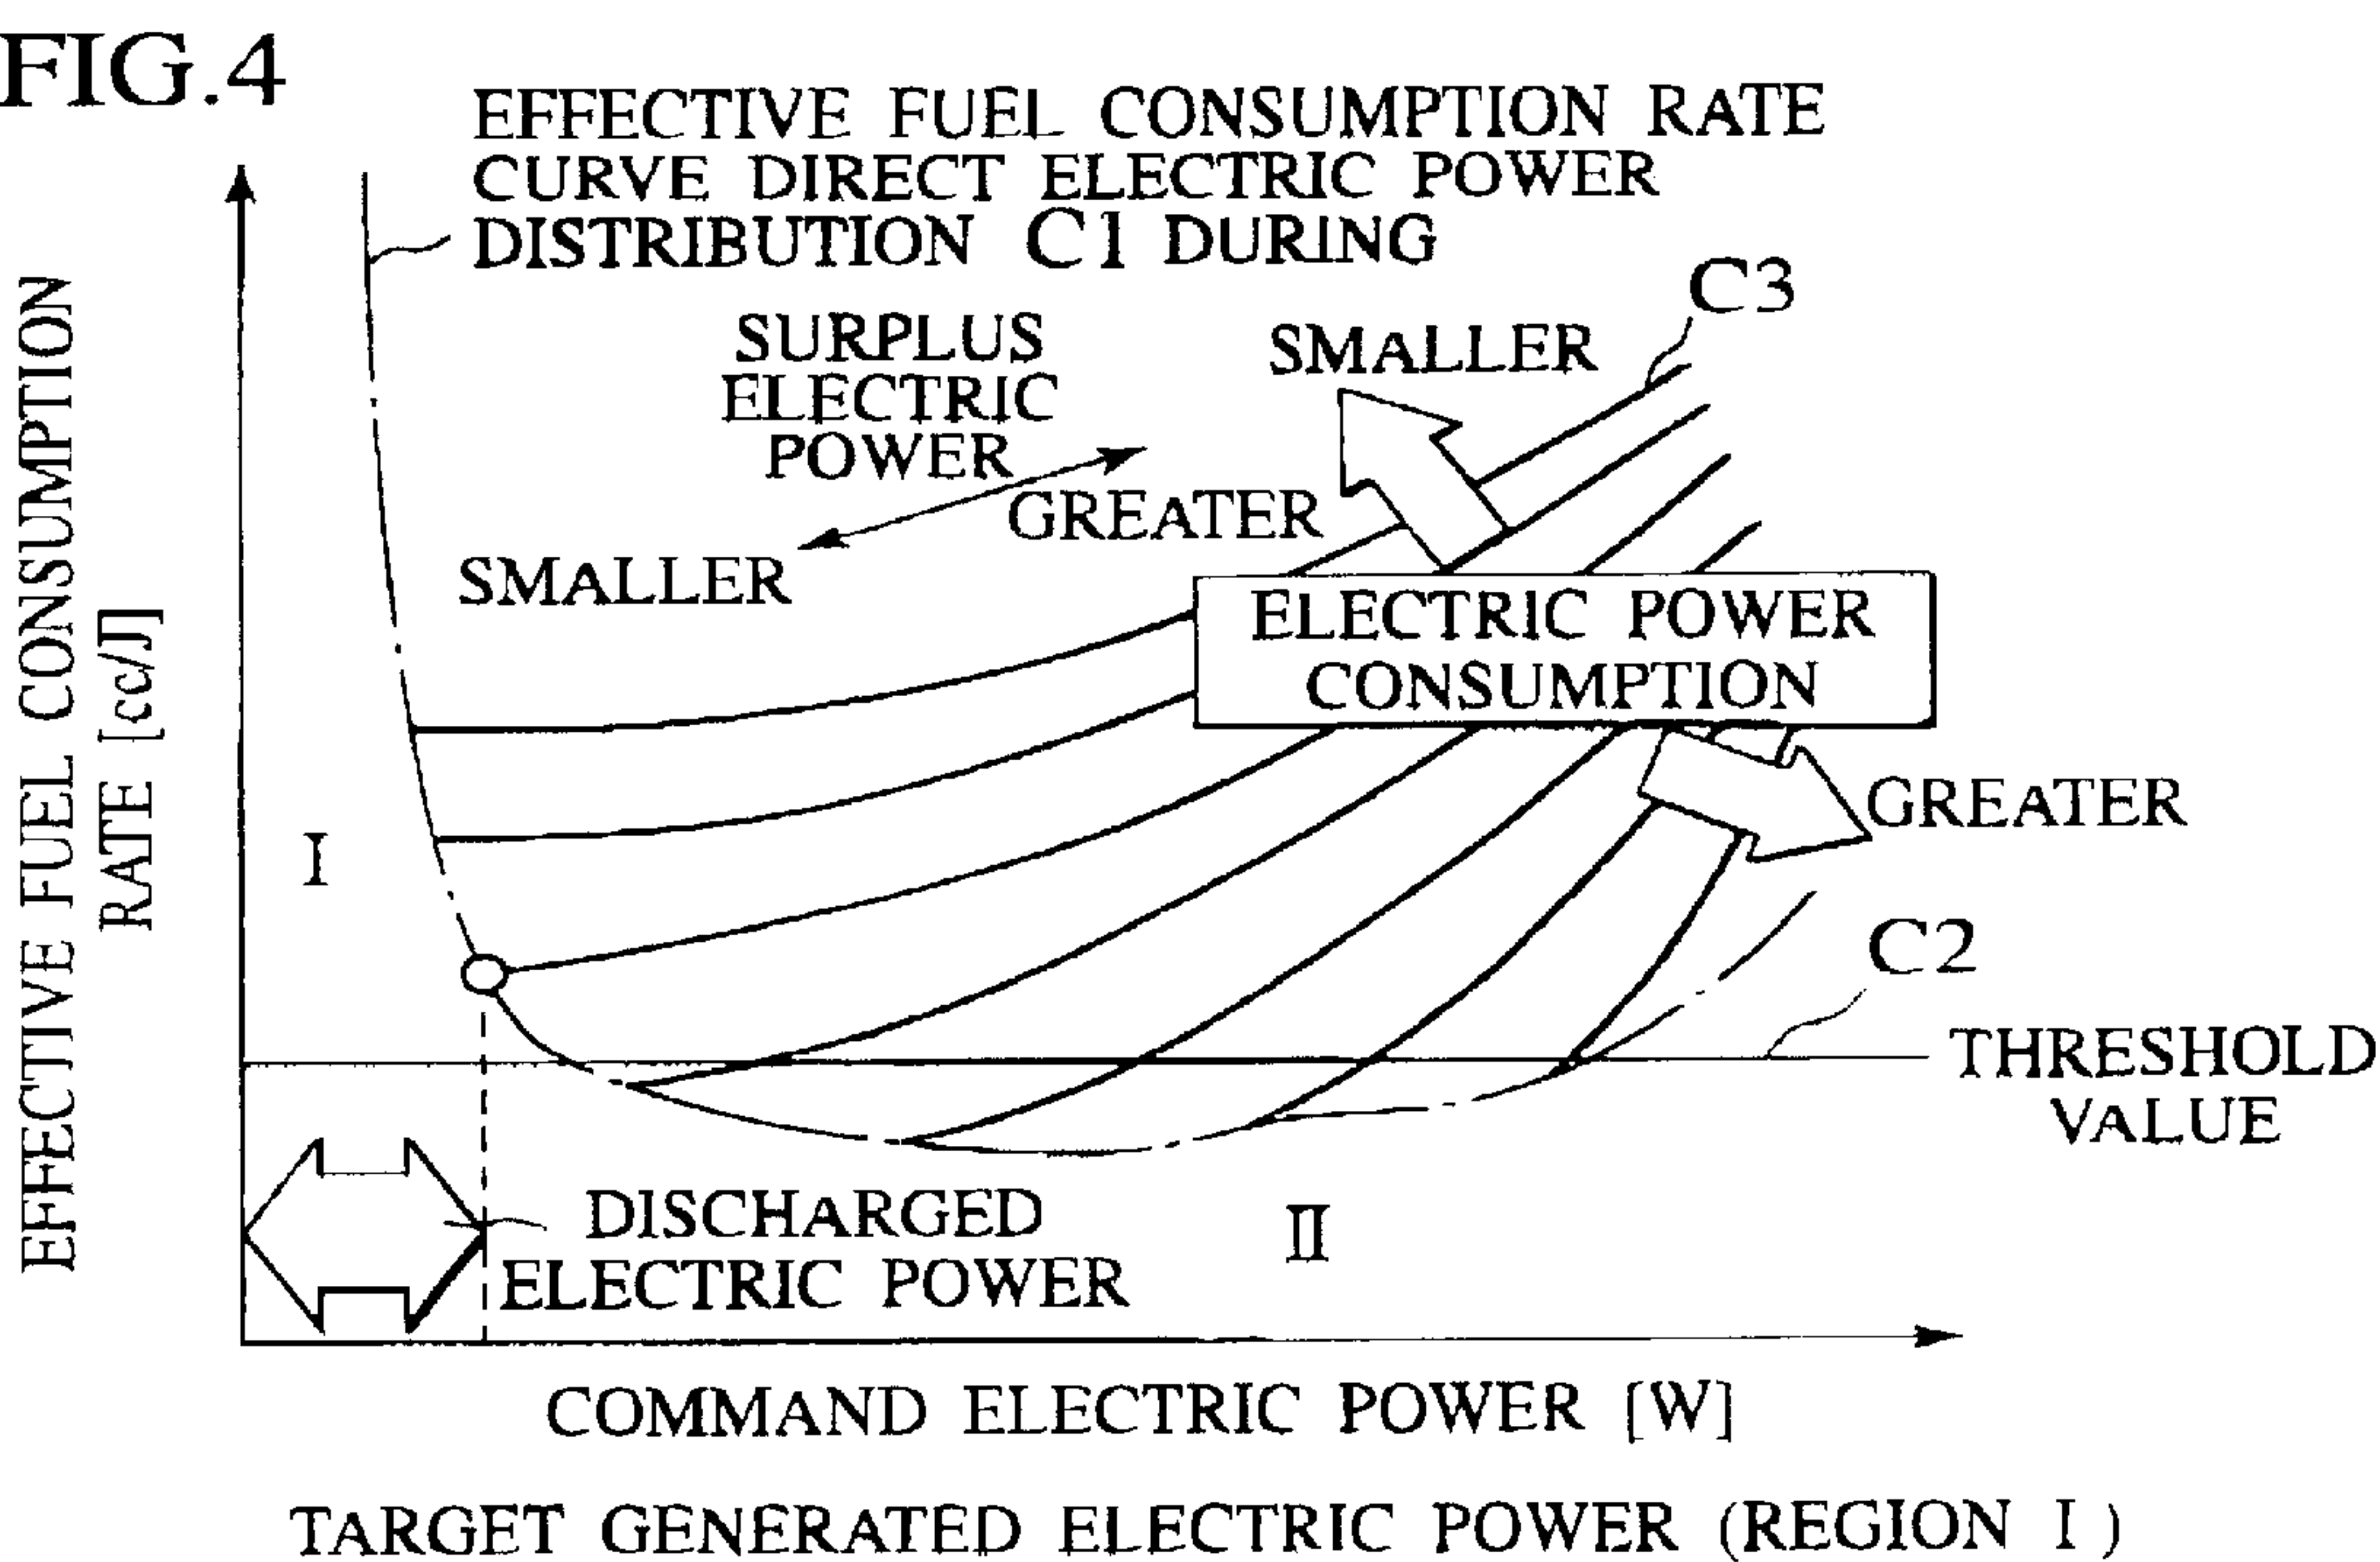 FIG.4
EFFECTIVE FUEL CONSUMPTION RATE
CURVE DIRECT ELECTRIC POWER
DISTRIBUTION C1 DURING
C3
SURPLUS
ELECTRIC
POWER
SMALLER
GREATER
SMALLER
ELECTRIC POWER
CONSUMPTION
GREATER
EFFECTIVE FUEL CONSUMPTION
RATE [cc/J]
I
C2
THRESHOLD
VALUE
DISCHARGED
ELECTRIC POWER
II
COMMAND ELECTRIC POWER [W]
TARGET GENERATED ELECTRIC POWER (REGION I)